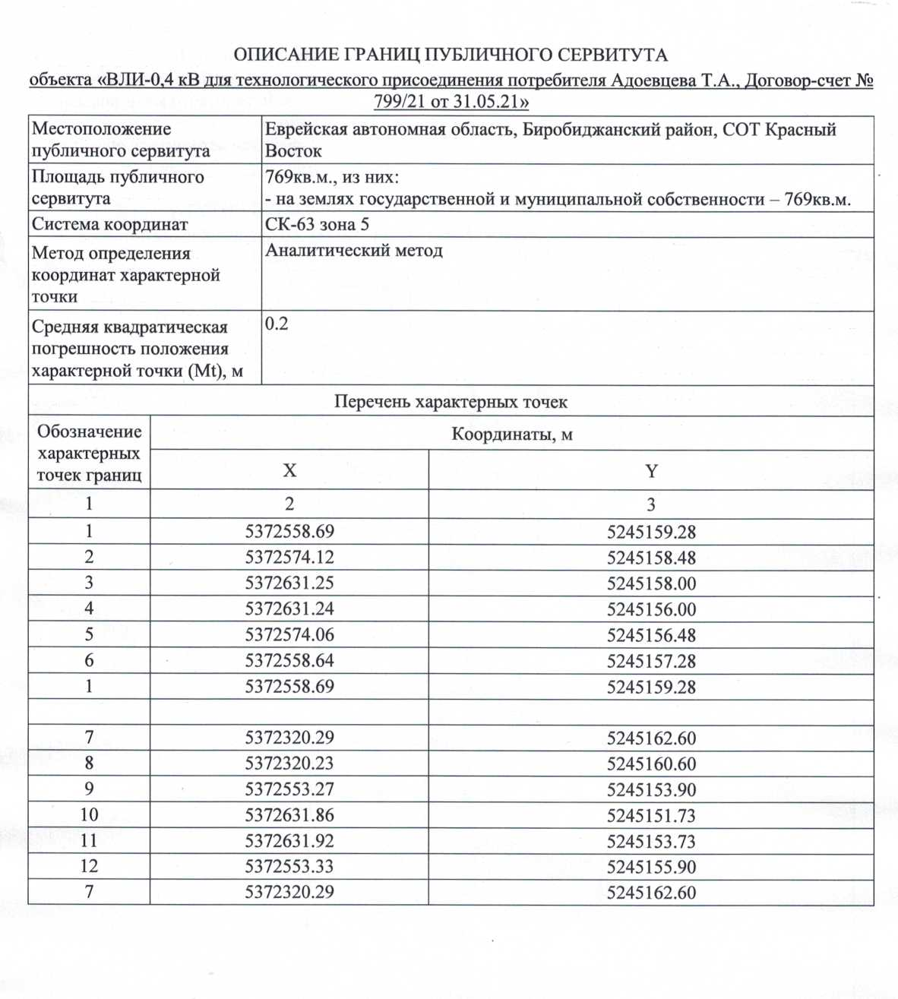 ОПИСАНИЕ ГРАНИЦ ПУБЛИЧНОГО СЕРВИТУТА
объекта «ВЛИ-0,4 кВ для технологического присоединения потребителя Адоевцева Т.А., Договор-счет №
799/21 от 31.05.21»
Местоположение
публичного сервитута
Еврейская автономная область, Биробиджанский район, СОТ Красный
Восток
Площадь публичного
сервитута
769кв.м., из них:
- на землях государственной и муниципальной собственности – 769кв.м.
Система координат
СК-63 зона 5
Метод определения
координат характерной
точки
Аналитический метод
Средняя квадратическая
погрешность положения
характерной точки (Mt), м
0.2
Перечень характерных точек
Обозначение
характерных
точек границ
Координаты, м
X
Y
1 2 3
1 5372558.69 5245159.28
2 5372574.12 5245158.48
3 5372631.25 5245158.00
4 5372631.24 5245156.00
5 5372574.06 5245156.48
6 5372558.64 5245157.28
1 5372558.69 5245159.28
7 5372320.29 5245162.60
8 5372320.23 5245160.60
9 5372553.27 5245153.90
10 5372631.86 5245151.73
11 5372631.92 5245153.73
12 5372553.33 5245155.90
7 5372320.29 5245162.60